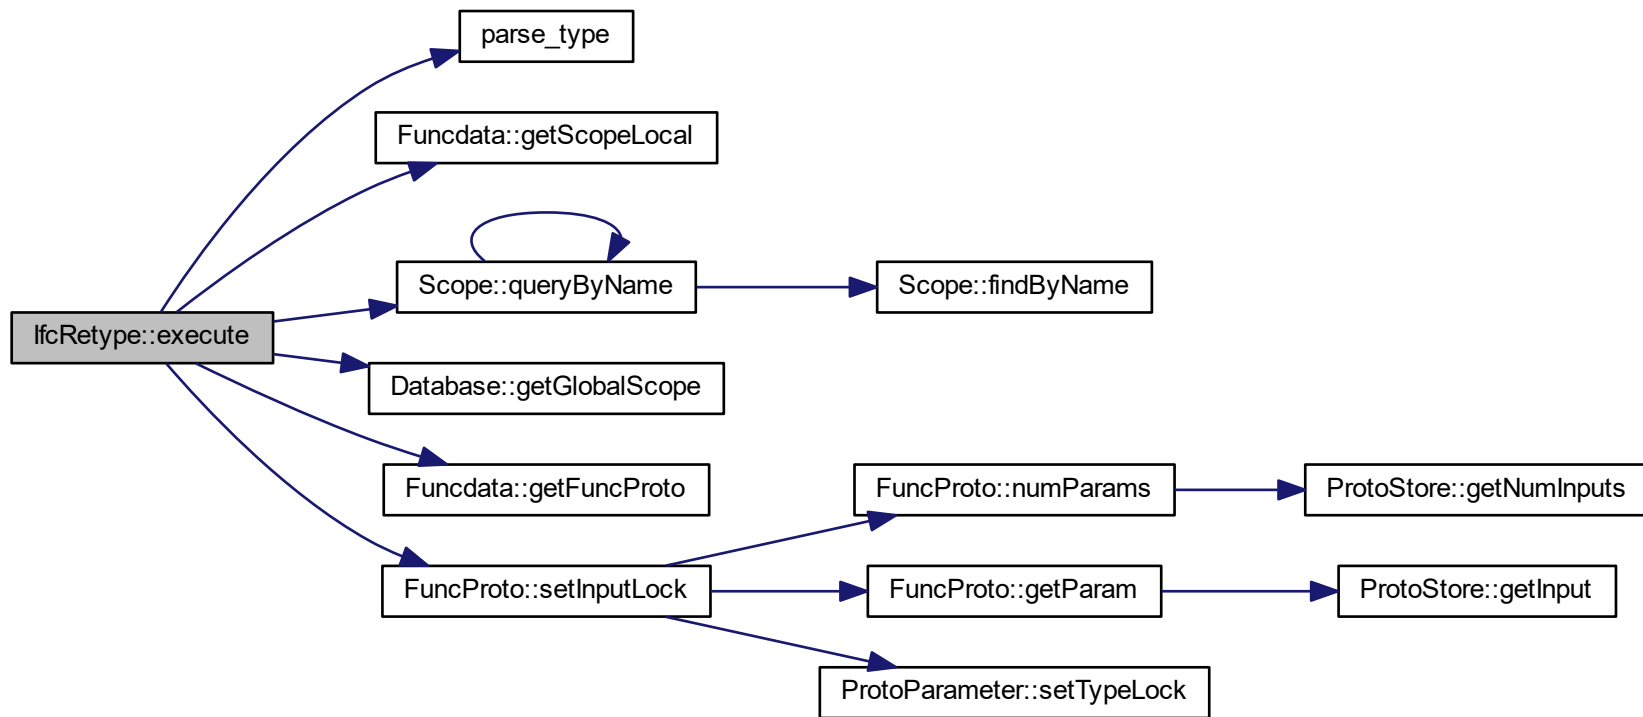 parse_type
Funcdata::getScopeLocal
Scope::queryByName
Scope::findByName
IfcRetype::execute
Database::getGlobalScope
Funcdata::getFuncProto
FuncProto::numParams
ProtoStore::getNumInputs
FuncProto::setInputLock
FuncProto::getParam
ProtoStore::getInput
ProtoParameter::setTypeLock